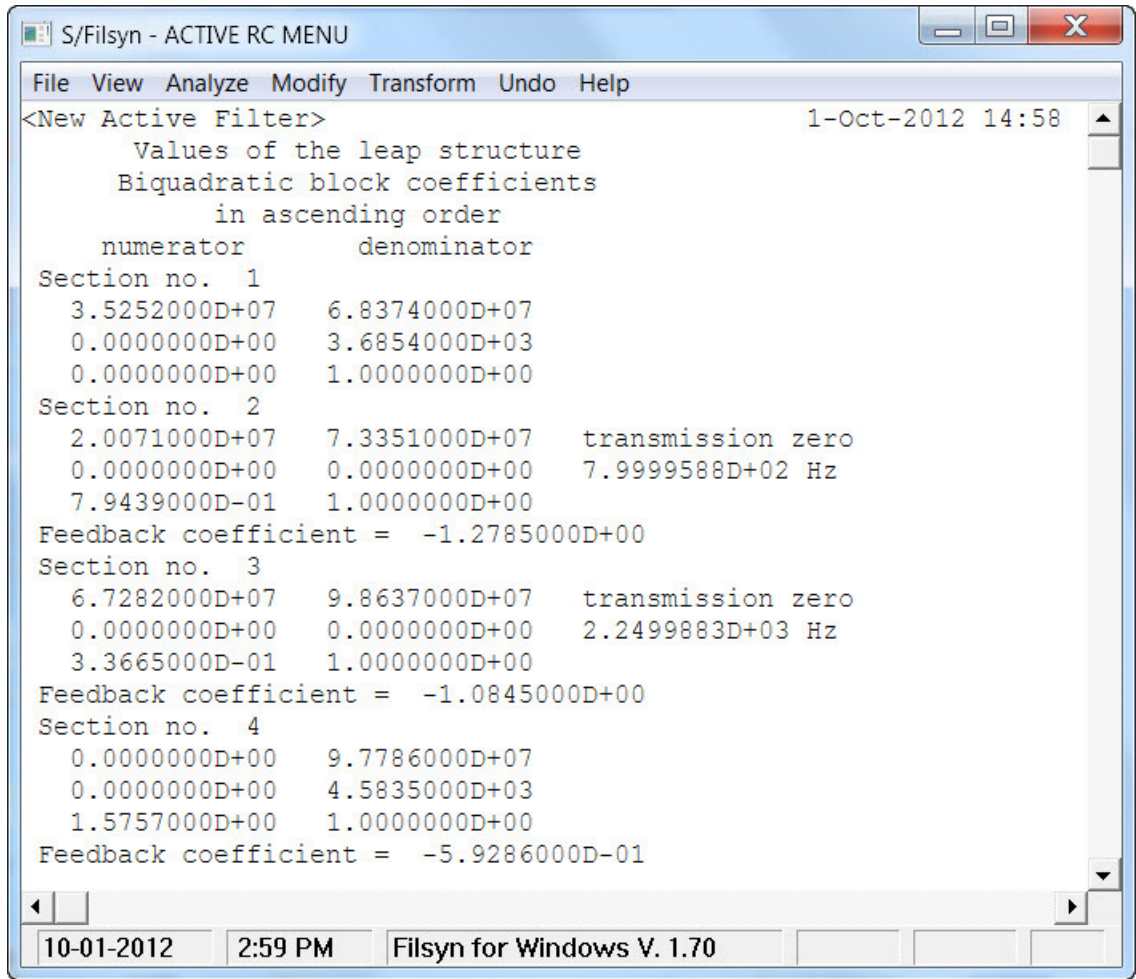 S/Filsyn - ACTIVE RC MENU
File View Analyze Modify Transform Undo Help
<New Active Filter> 1-Oct-2012 14:58
Values of the leap structure
Biquadratic block coefficients
in ascending order
numerator denominator
Section no. 1
3.5252000D+07 6.8374000D+07
0.0000000D+00 3.6854000D+03
0.0000000D+00 1.0000000D+00
Section no. 2
2.0071000D+07 7.3351000D+07 transmission zero
0.0000000D+00 0.0000000D+00 7.9999588D+02 Hz
7.9439000D-01 1.0000000D+00
Feedback coefficient = -1.2785000D+00
Section no. 3
6.7282000D+07 9.8637000D+07 transmission zero
0.0000000D+00 0.0000000D+00 2.2499883D+03 Hz
3.3665000D-01 1.0000000D+00
Feedback coefficient = -1.0845000D+00
Section no. 4
0.0000000D+00 9.7786000D+07
0.0000000D+00 4.5835000D+03
1.5757000D+00 1.0000000D+00
Feedback coefficient = -5.9286000D-01
10-01-2012 2:59 PM Filsyn for Windows V. 1.70